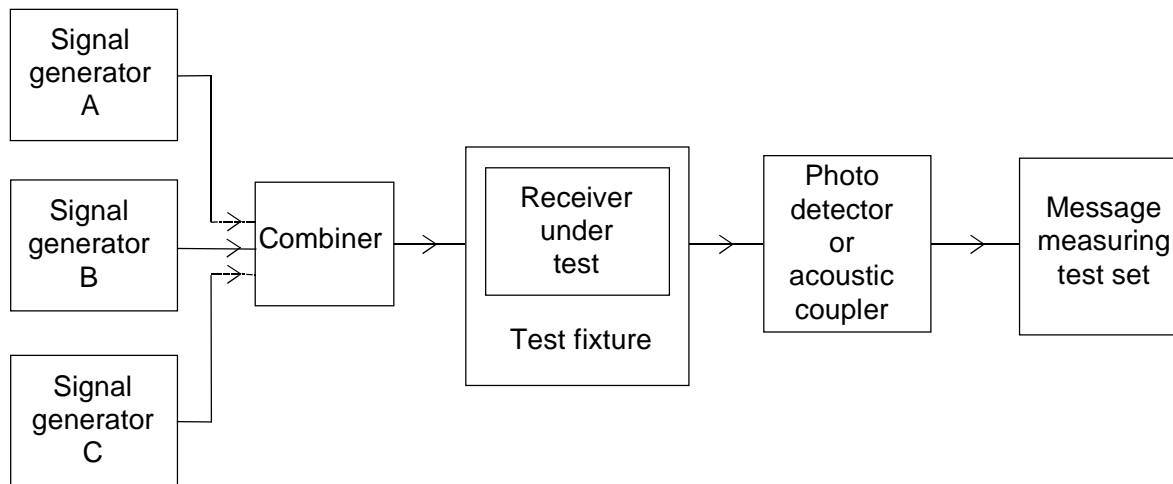 Signal
generator
A
Signal
generator
B
Signal
generator
C
Combiner
Receiver
under
test
Test fixture
Photo
detector
or
acoustic
coupler
Message
measuring
test set